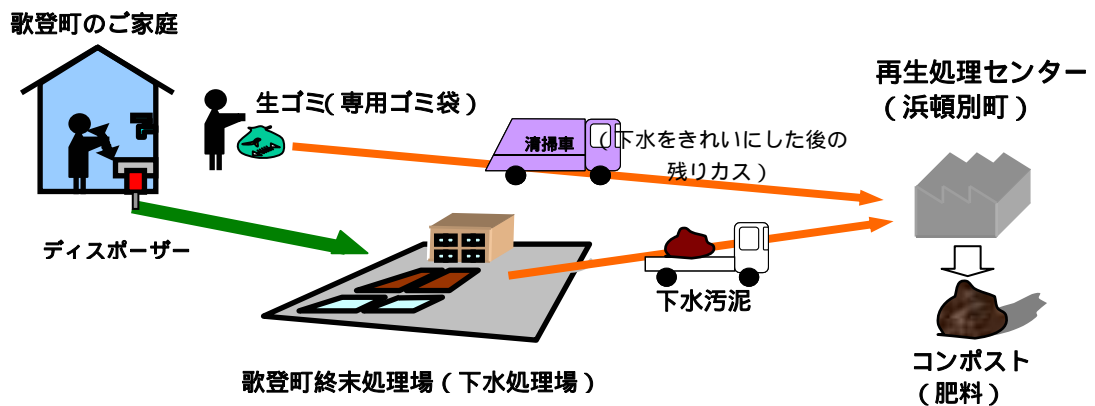 歌登町のご家庭
生ゴミ(専用ゴミ袋)
清掃車
(下水をきれいにした後の
残りカス)
再生処理センター
(浜頓別町)
ディスポーザー
下水汚泥
歌登町終末処理場(下水処理場)
コンポスト
(肥料)